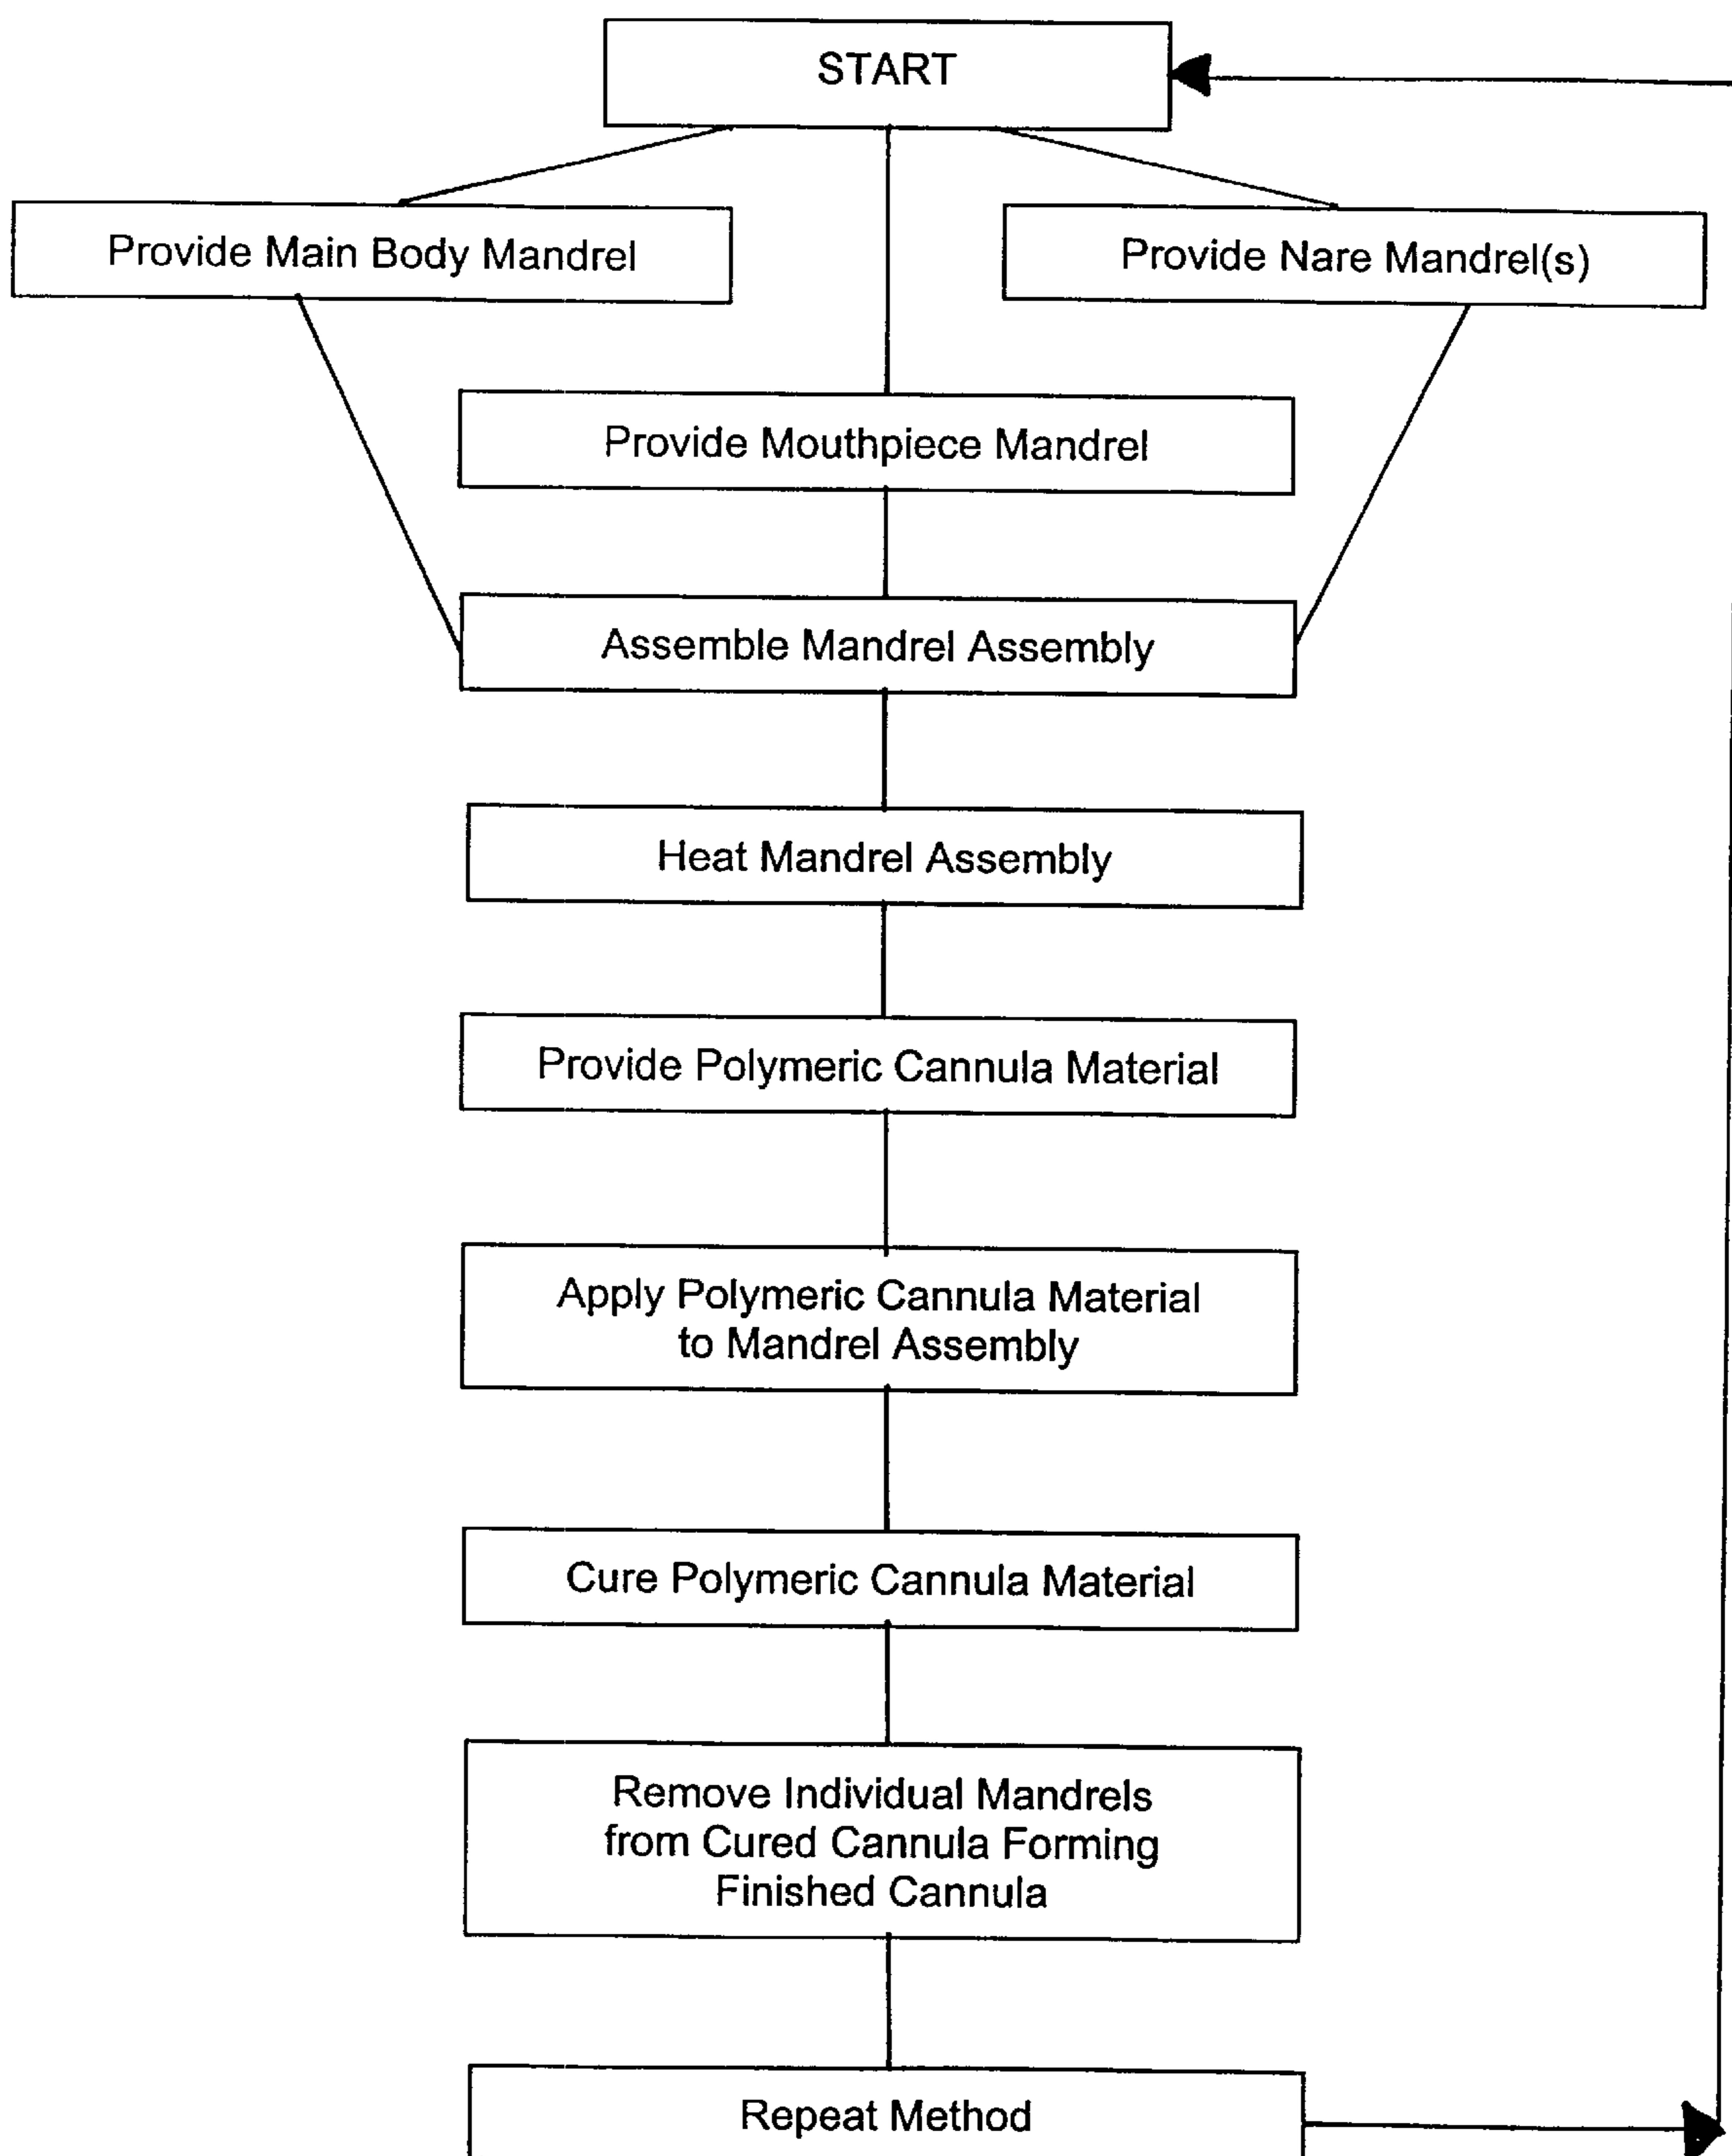 START
Provide Main Body Mandrel
Provide Nare Mandrel(s)
Provide Mouthpiece Mandrel
Assemble Mandrel Assembly
Heat Mandrel Assembly
Provide Polymeric Cannula Material
Apply Polymeric Cannula Material
to Mandrel Assembly
Cure Polymeric Cannula Material
Remove Individual Mandrels
from Cured Cannula Forming
Finished Cannula
Repeat Method